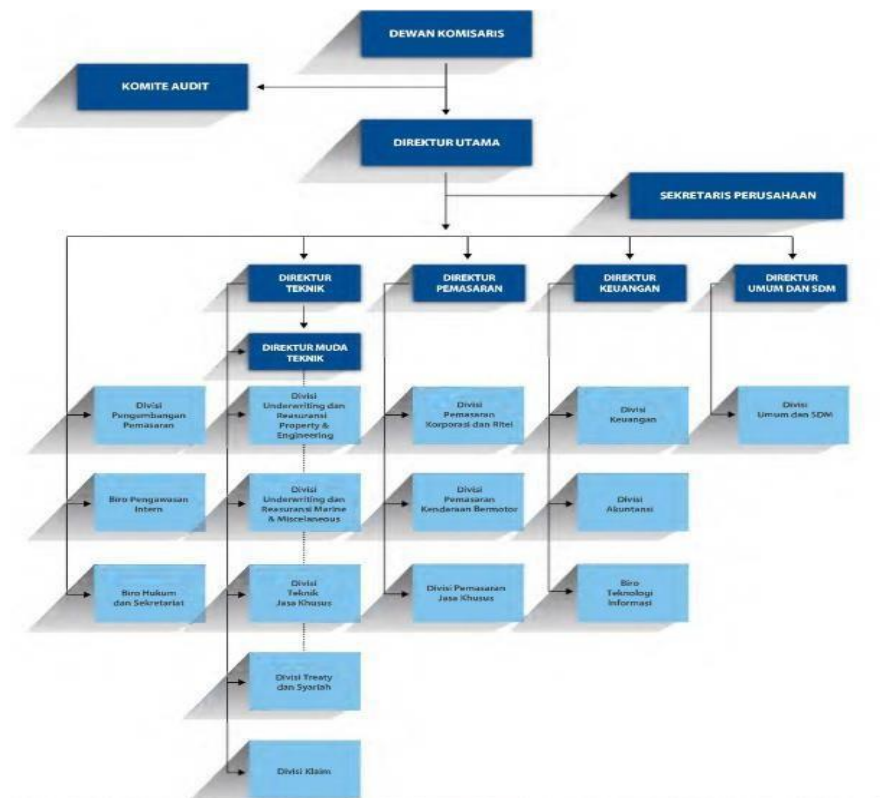 DEWAN KOMISARIS
KOMITE AUDIT
DIREKTUR UTAMA
SEKRETARIS PERUSAHAAN
DIREKTUR
TEKNIK
DIREKTUR
PEMASARAN
DIREKTUR
KEUANGAN
DIREKTUR
UMUM DAN SDM
DIREKTUR MUDA
TEKNIK
Divisi
Pengembangan
Pemasaran
Divisi
Underwriting dan
Reasuransi
Property &
Engineering
Divisi
Pemasaran
Korporasi dan Ritel
Divisi
Keuangan
Divisi
Umum dan SDM
Biro Pengawasan
Intern
Divisi
Underwriting dan
Reasuransi Marine
& Miscelaneous
Divisi
Pemasaran
Kendaraan Bermotor
Divisi
Akuntansi
Biro Hukum
dan Sekretariat
Divisi
Teknik
Jasa Khusus
Divisi Pemasaran
Jasa Khusus
Biro
Teknologi
Informasi
Divisi Treaty
dan Syariah
Divisi Klaim